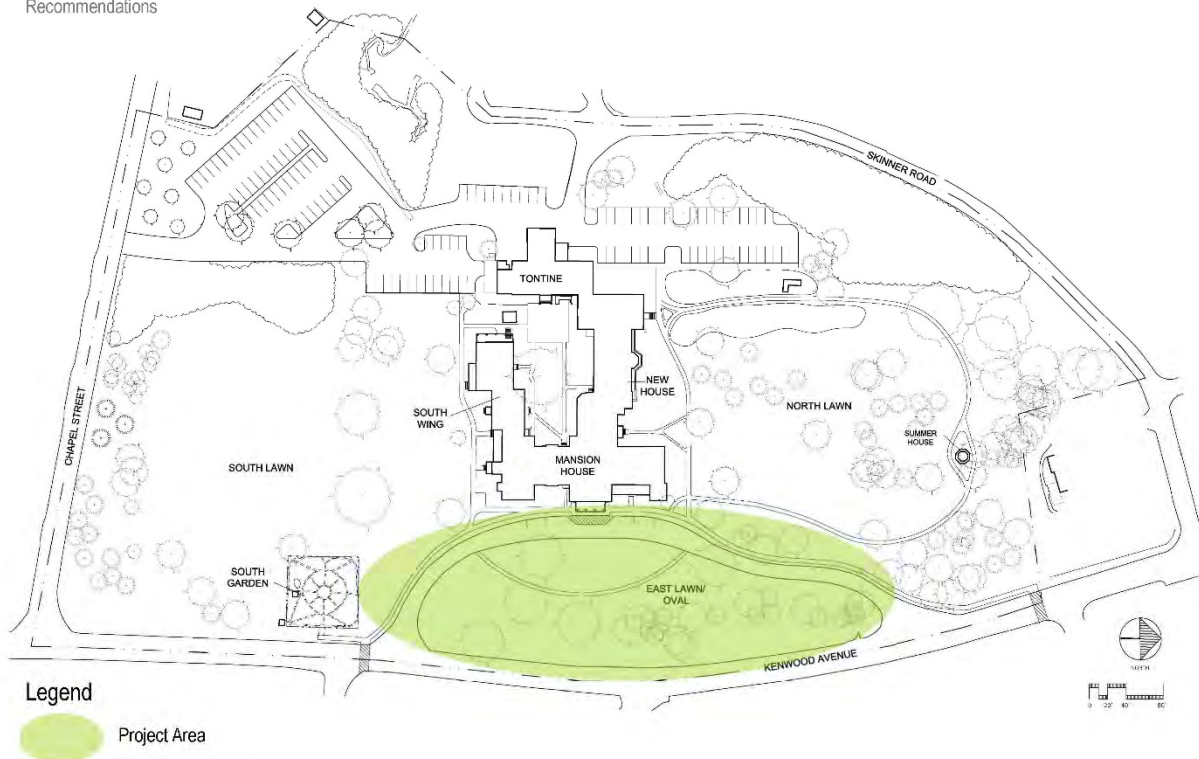 Recommendations
SKINNER ROAD
TONTINE
CHAPEL STREET
NEW
HOUSE
SOUTH
WING
NORTH LAWN
SUMMER
HOUSE
MANSION
HOUSE
SOUTH LAWN
SOUTH
GARDEN
EAST LAWN/
OVAL
KENWOOD AVENUE
NORTH
0 20' 40' 80'
Legend
Project Area